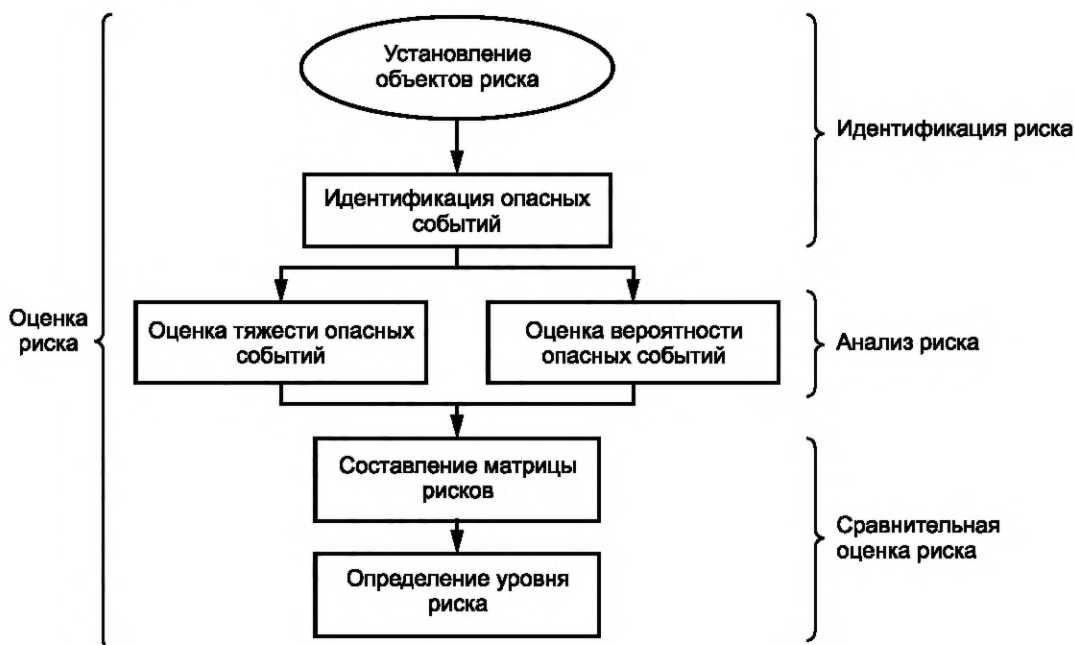 Установление
объектов риска
Идентификация риска
Идентификация опасных
событий
Оценка
риска
Оценка тяжести опасных
событий
Оценка вероятности
опасных событий
Анализ риска
Составление матрицы
рисков
Сравнительная
оценка риска
Определение уровня
риска